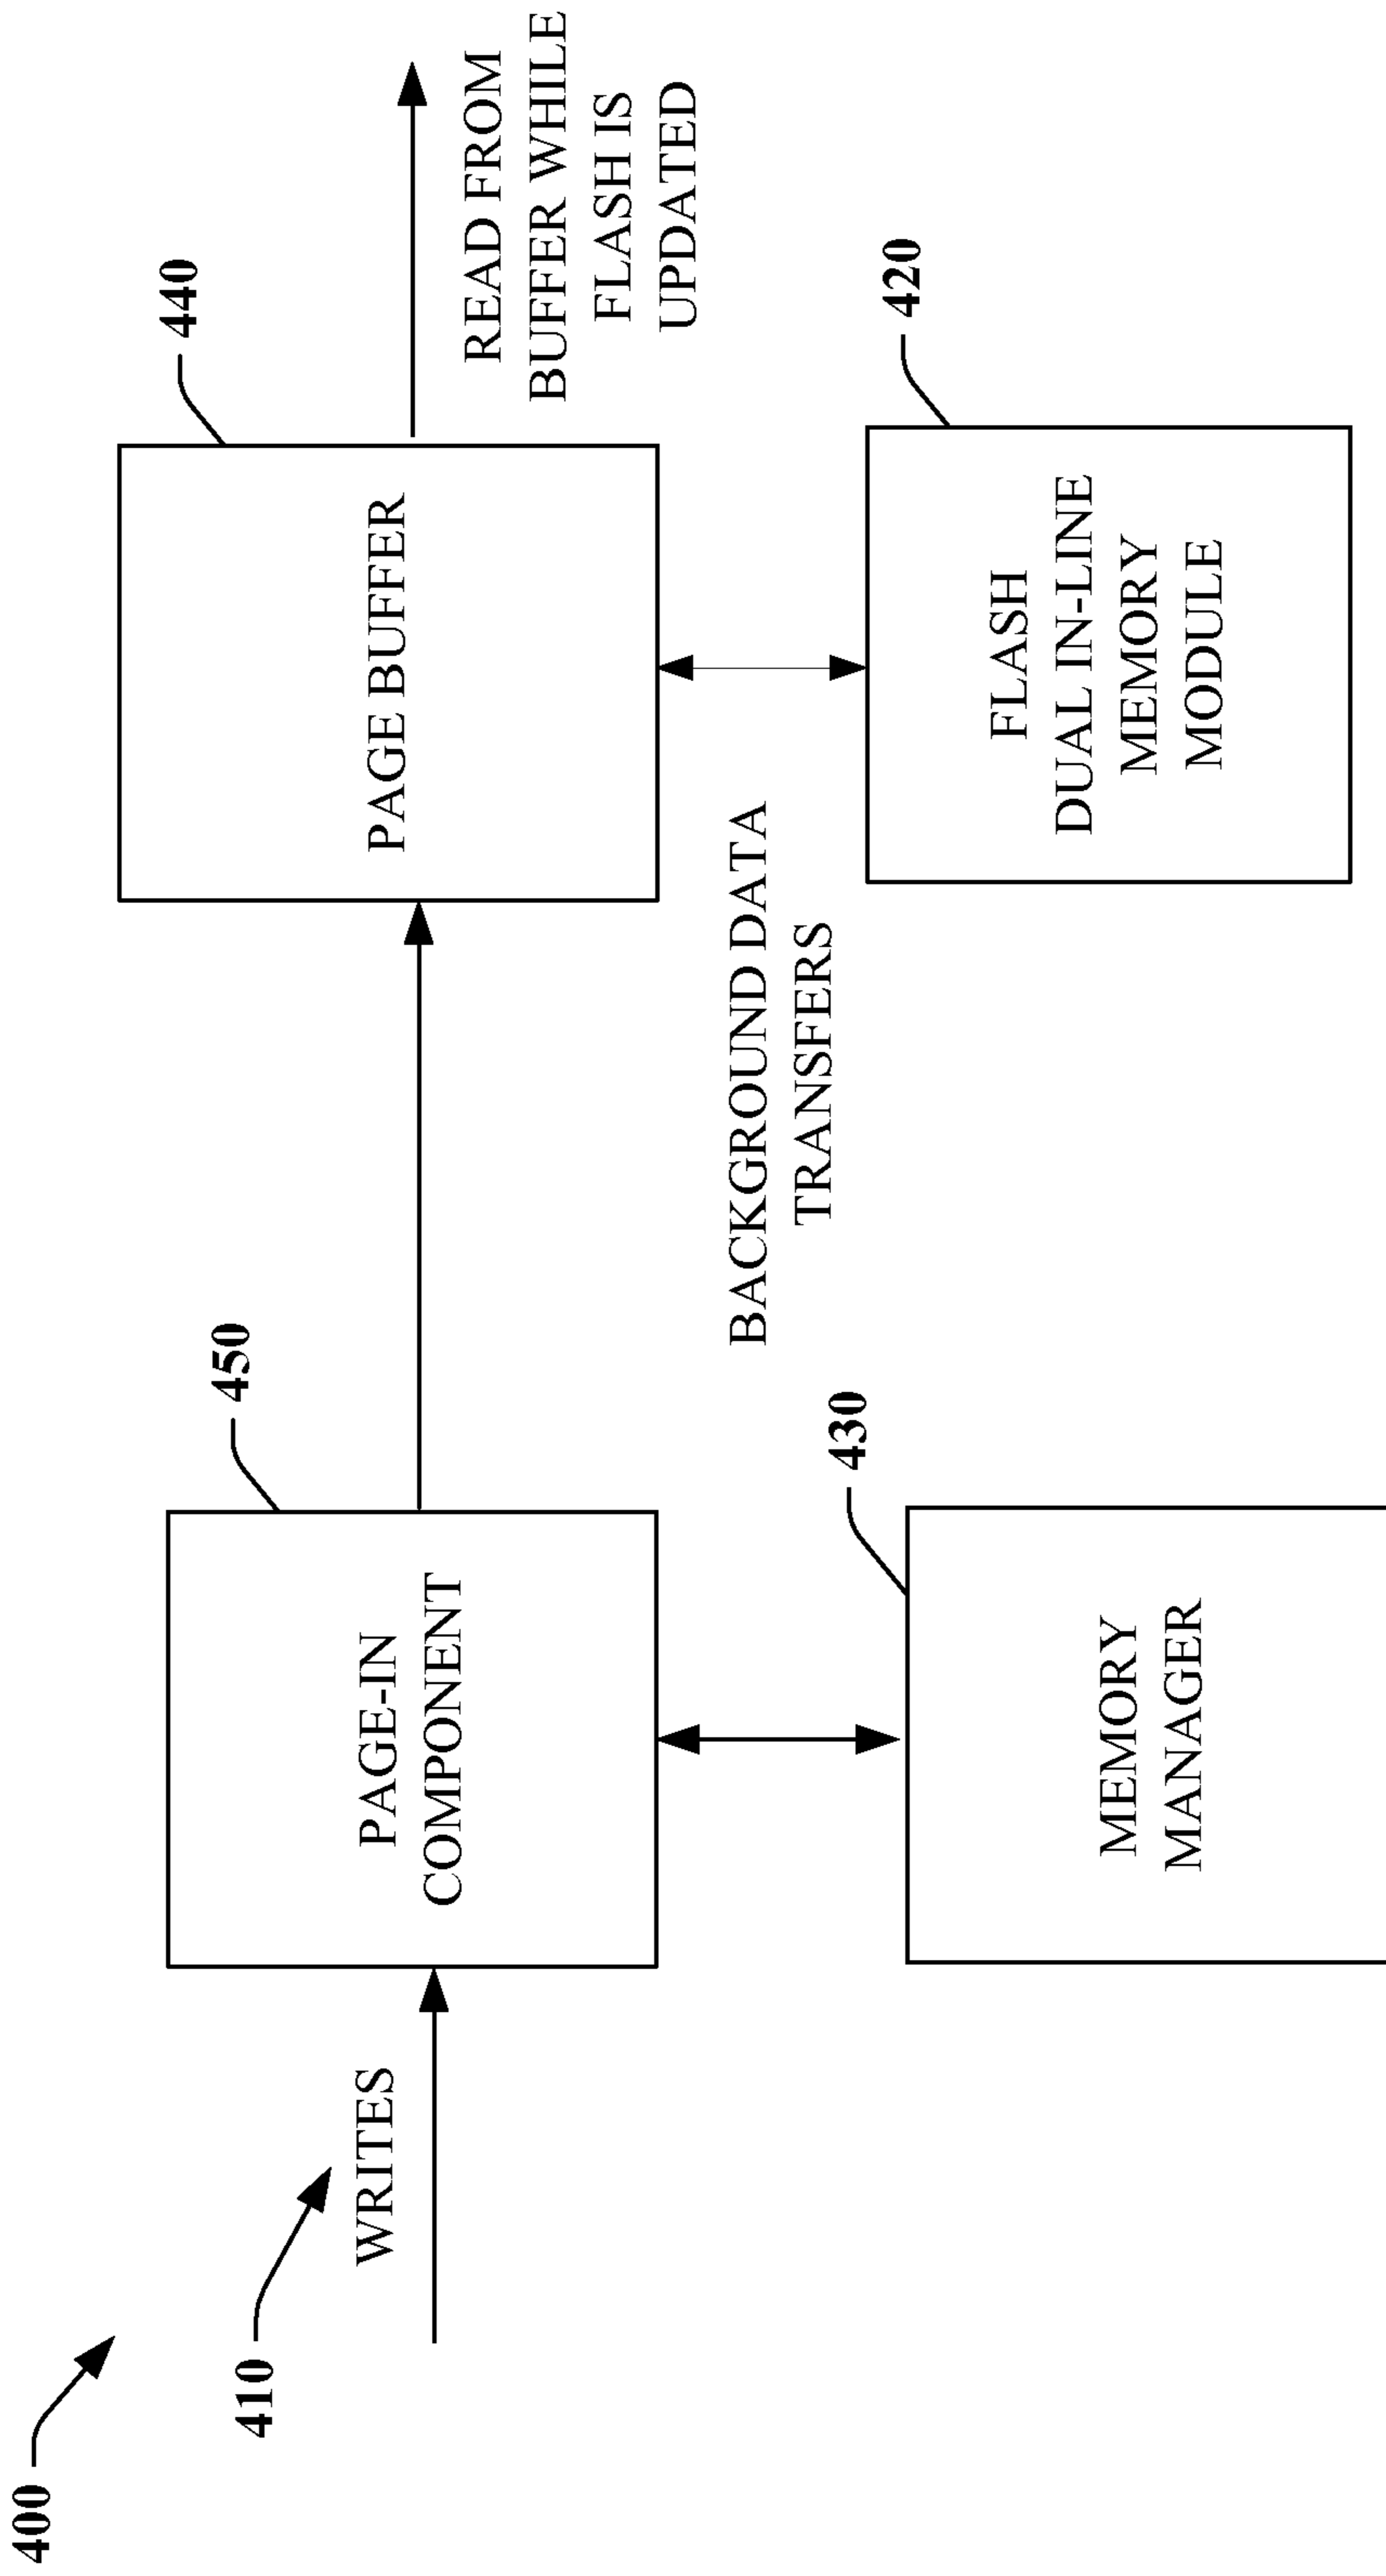 400
410
WRITES
450
PAGE-IN
COMPONENT
430
MEMORY
MANAGER
440
PAGE BUFFER
READ FROM
BUFFER WHILE
FLASH IS
UPDATED
BACKGROUND DATA
TRANSFERS
420
FLASH
DUAL IN-LINE
MEMORY
MODULE